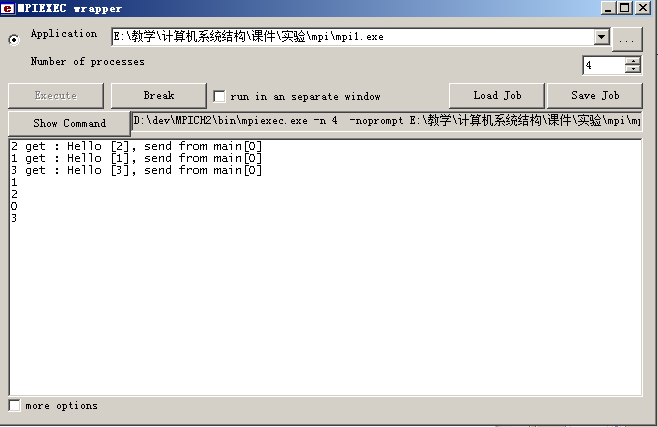 MPIEXEC wrapper
Application E:\教学\计算机系统结构\课件\实验\mpi\mpi1.exe ...
Number of processes 4
Execute Break run in an separate window Load Job Save Job
Show Command D:\dev\MPICH2\bin\mpiexec.exe -n 4 -noprompt E:\教学\计算机系统结构\课件\实验\mpi\mp
2 get : Hello [2], send from main[0]
1 get : Hello [1], send from main[0]
3 get : Hello [3], send from main[0]
1
2
0
3
more options